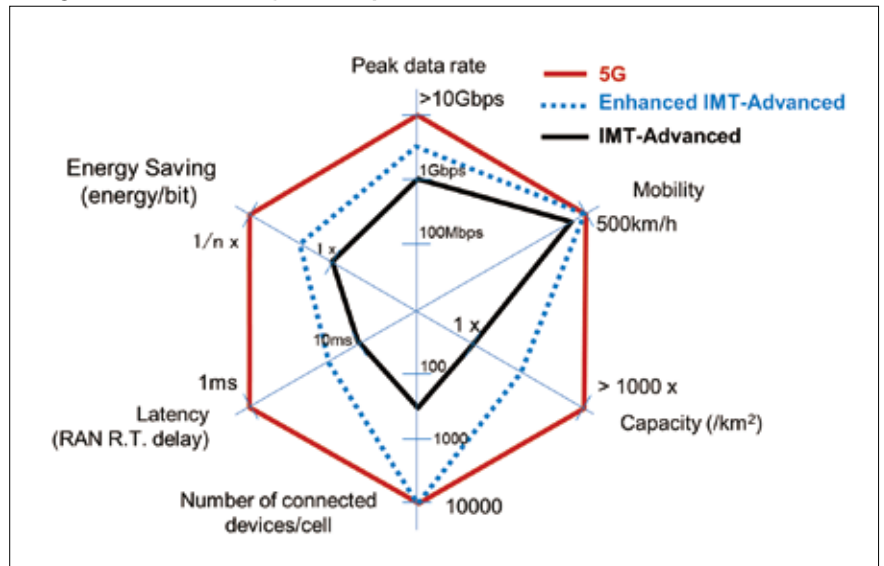 Peak data rate
>10Gbps
5G
Enhanced IMT-Advanced
IMT-Advanced
Energy Saving
(energy/bit)
1/n x
1Gbps
Mobility
500km/h
1 x
100Mbps
10ms
1 x
100
1ms
Latency
(RAN R.T. delay)
> 1000 x
Capacity (/km²)
1000
Number of connected
devices/cell
10000